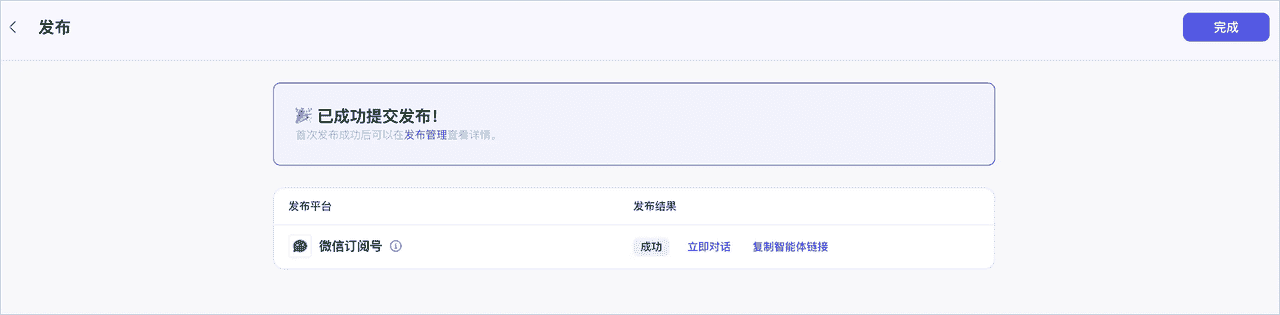 发布
完成
已成功提交发布!
首次发布成功后可以在发布管理查看详情。
发布平台 发布结果
微信订阅号 成功 立即对话 复制智能体链接